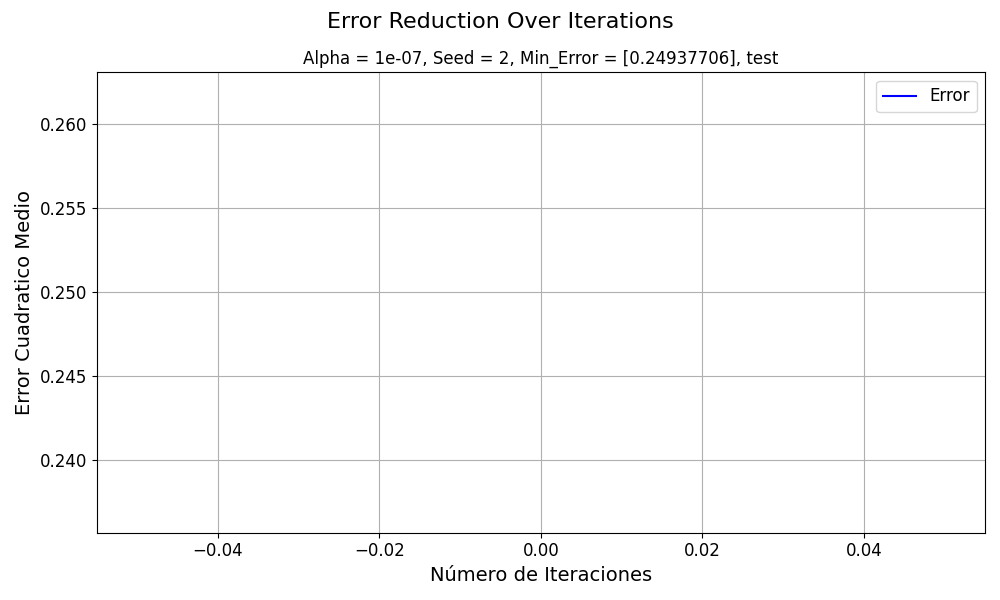 Error Reduction Over Iterations
Alpha = 1e-07, Seed = 2, Min_Error = [0.24937706], test
Error
0.260
0.255
0.250
0.245
0.240
Error Cuadratico Medio
−0.04
−0.02
0.00
0.02
0.04
Número de Iteraciones